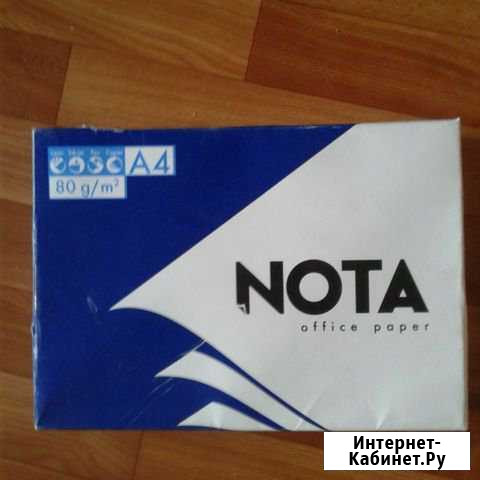 A4
80 g/m²
NOTA
office paper
Интернет-
Кабинет.Ру